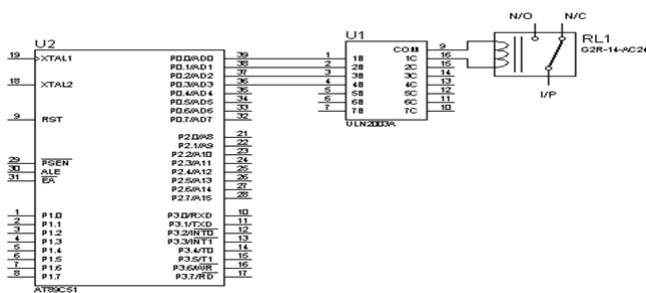 N/O N/C
RL1
G2R-14-AC24
I/P
U1
COM 9
1 1B 1C 16
2 2B 2C 15
3 3B 3C 14
4 4B 4C 13
5 5B 5C 12
6 6B 6C 11
7 7B 7C 10
ULN2003A
U2
19 XTAL1
18 XTAL2
9 RST
29 PSEN
30 ALE
31 EA
1 P1.0
2 P1.1
3 P1.2
4 P1.3
5 P1.4
6 P1.5
7 P1.6
8 P1.7
P0.0/AD0 39
P0.1/AD1 38
P0.2/AD2 37
P0.3/AD3 36
P0.4/AD4 35
P0.5/AD5 34
P0.6/AD6 33
P0.7/AD7 32
P2.0/A8 21
P2.1/A9 22
P2.2/A10 23
P2.3/A11 24
P2.4/A12 25
P2.5/A13 26
P2.6/A14 27
P2.7/A15 28
P3.0/RXD 10
P3.1/TXD 11
P3.2/INT0 12
P3.3/INT1 13
P3.4/T0 14
P3.5/T1 15
P3.6/WR 16
P3.7/RD 17
AT89C51